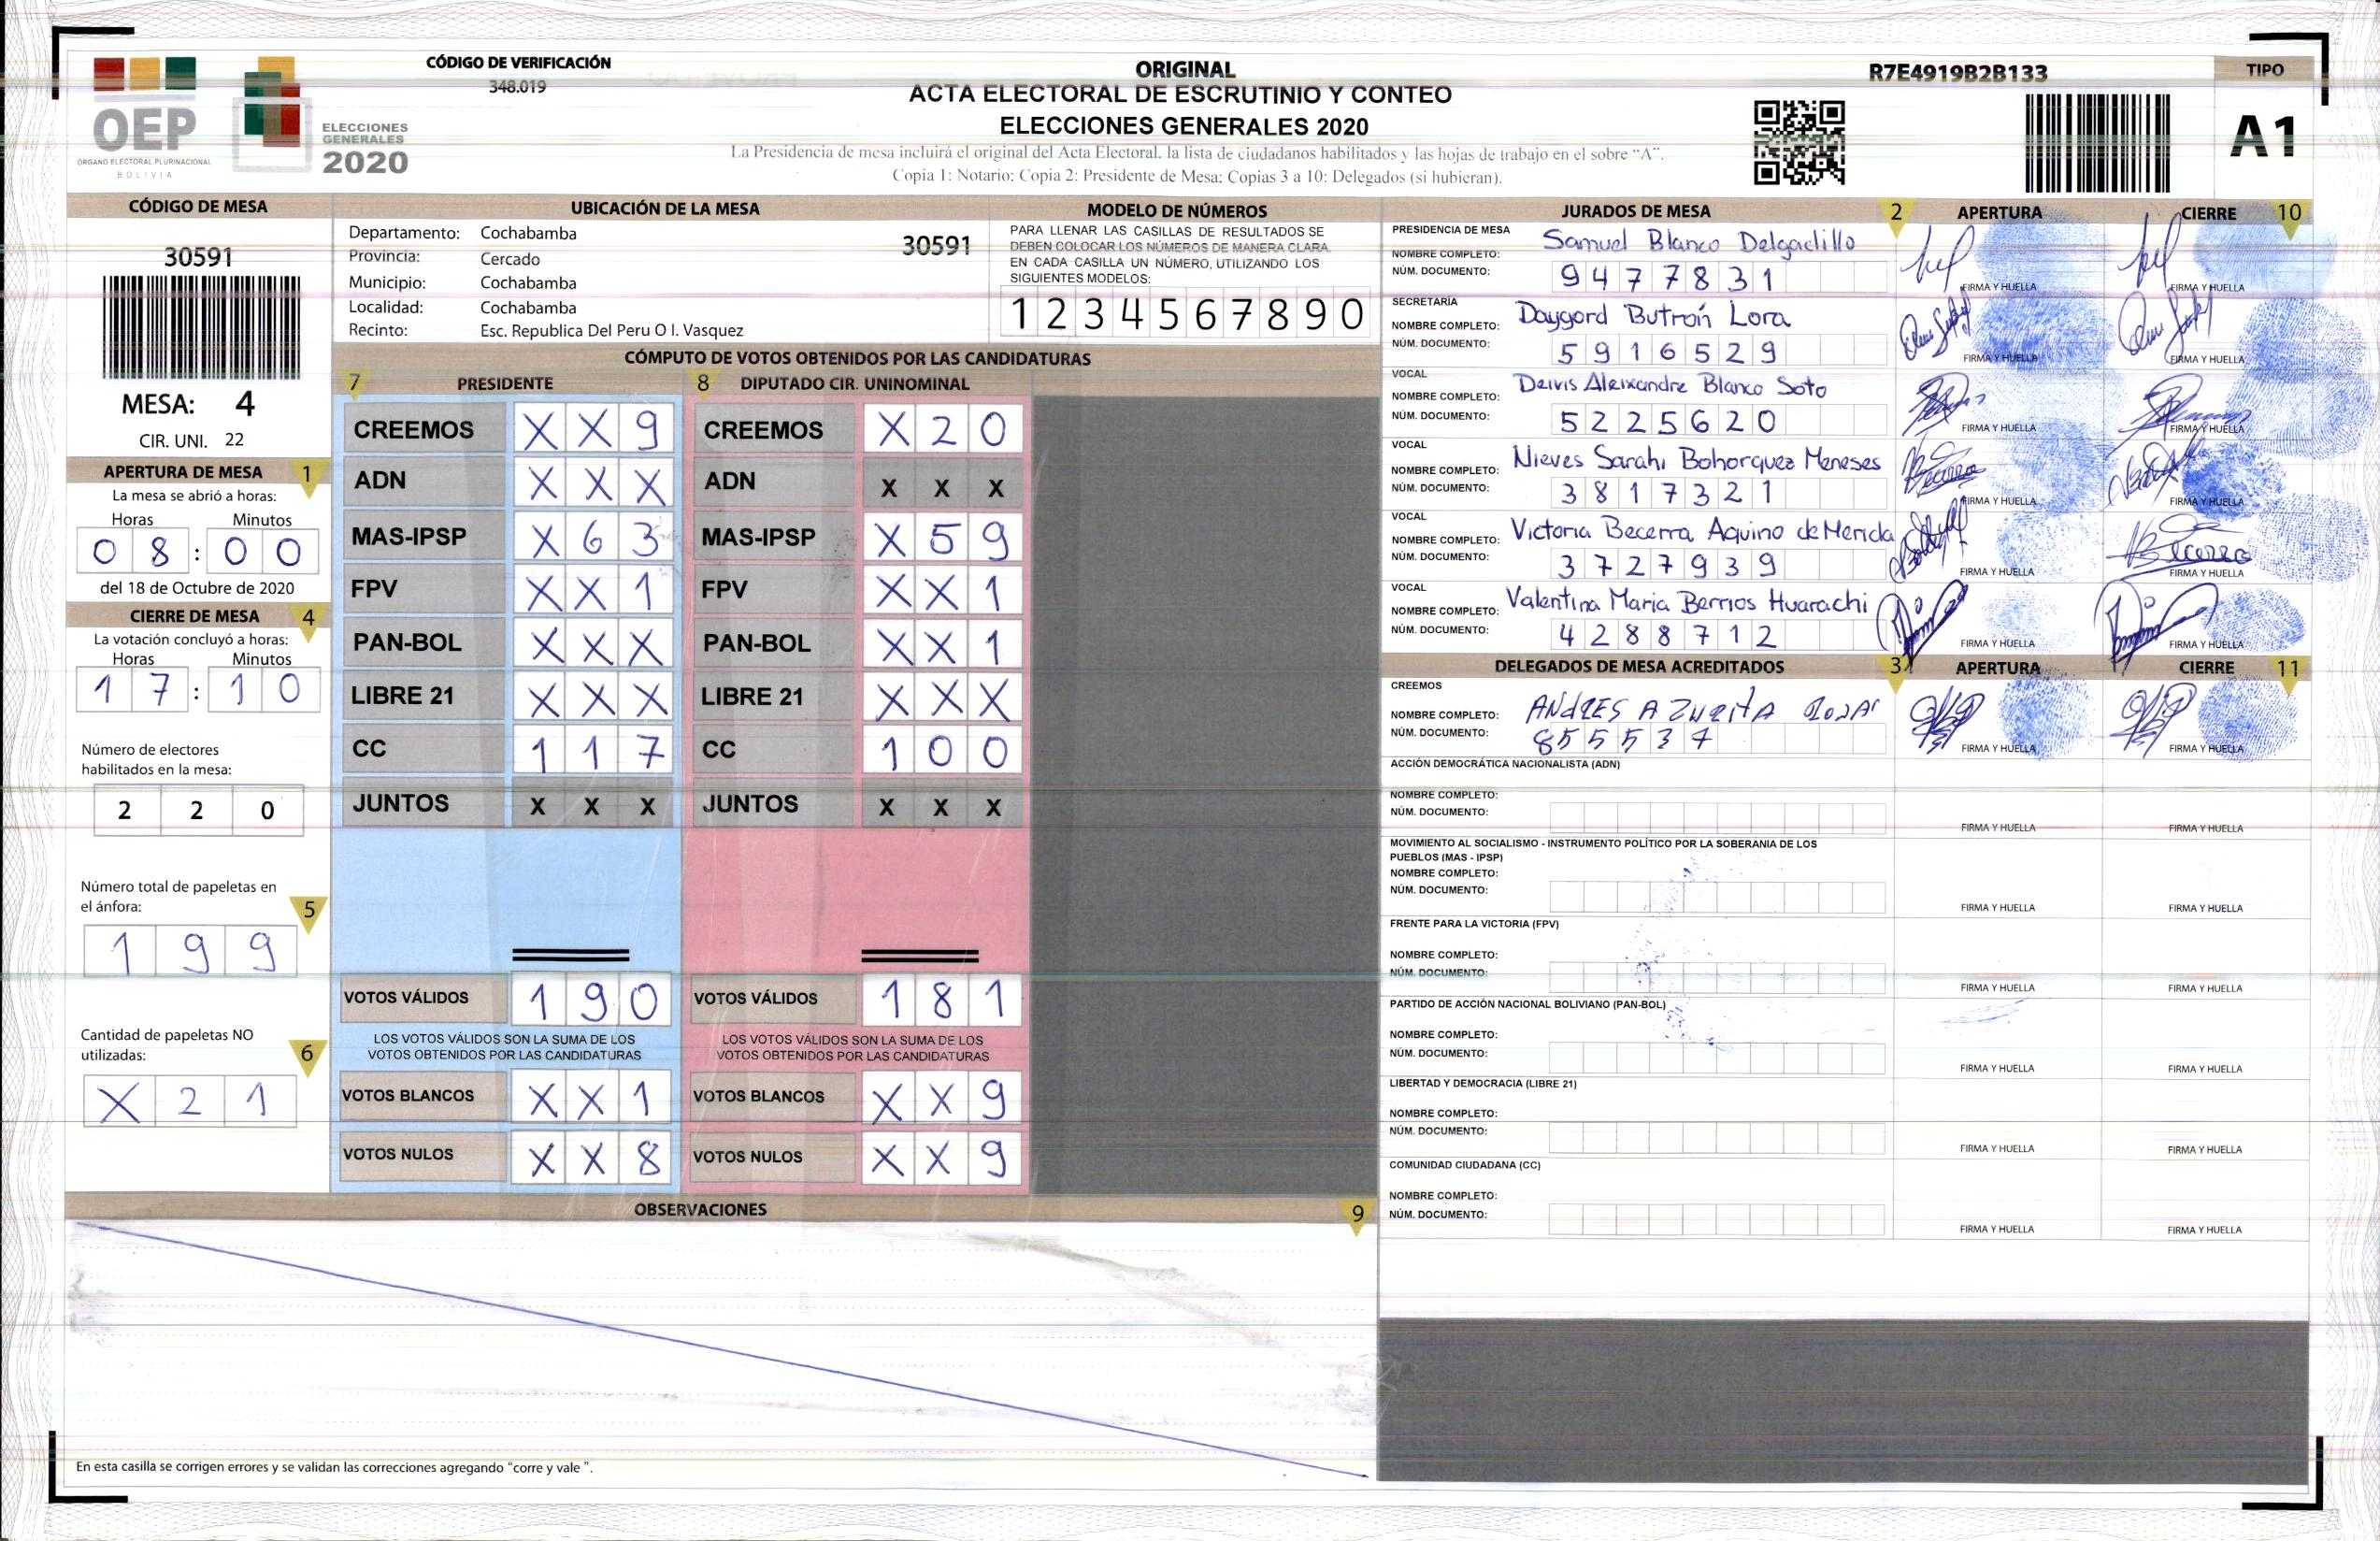 CÓDIGO DE VERIFICACIÓN
348.019
OEP
ÓRGANO ELECTORAL PLURINACIONAL
BOLIVIA
ELECCIONES
GENERALES
2020
ORIGINAL
ACTA ELECTORAL DE ESCRUTINIO Y CONTEO
ELECCIONES GENERALES 2020
La Presidencia de mesa incluirá el original del Acta Electoral, la lista de ciudadanos habilitados y las hojas de trabajo en el sobre "A".
Copia 1: Notario; Copia 2: Presidente de Mesa; Copias 3 a 10: Delegados (si hubieran).
R7E4919B2B133
TIPO
A1
CÓDIGO DE MESA
30591
MESA: 4
CIR. UNI. 22
APERTURA DE MESA 1
La mesa se abrió a horas:
Horas Minutos
0 8 : 0 0
del 18 de Octubre de 2020
CIERRE DE MESA 4
La votación concluyó a horas:
Horas Minutos
1 7 : 1 0
Número de electores
habilitados en la mesa:
2 2 0
Número total de papeletas en
el ánfora: 5
1 9 9
Cantidad de papeletas NO
utilizadas: 6
X 2 1
UBICACIÓN DE LA MESA
Departamento: Cochabamba
30591
Provincia: Cercado
Municipio: Cochabamba
Localidad: Cochabamba
Recinto: Esc. Republica Del Peru O I. Vasquez
MODELO DE NÚMEROS
PARA LLENAR LAS CASILLAS DE RESULTADOS SE
DEBEN COLOCAR LOS NÚMEROS DE MANERA CLARA,
EN CADA CASILLA UN NÚMERO, UTILIZANDO LOS
SIGUIENTES MODELOS:
1 2 3 4 5 6 7 8 9 0
CÓMPUTO DE VOTOS OBTENIDOS POR LAS CANDIDATURAS
7 PRESIDENTE
CREEMOS X X 9
ADN X X X
MAS-IPSP X 6 3
FPV X X 1
PAN-BOL X X X
LIBRE 21 X X X
CC 1 1 7
JUNTOS X X X
VOTOS VÁLIDOS 1 9 0
LOS VOTOS VÁLIDOS SON LA SUMA DE LOS
VOTOS OBTENIDOS POR LAS CANDIDATURAS
VOTOS BLANCOS X X 1
VOTOS NULOS X X 8
8 DIPUTADO CIR. UNINOMINAL
CREEMOS X 2 0
ADN X X X
MAS-IPSP X 5 9
FPV X X 1
PAN-BOL X X 1
LIBRE 21 X X X
CC 1 0 0
JUNTOS X X X
VOTOS VÁLIDOS 1 8 1
LOS VOTOS VÁLIDOS SON LA SUMA DE LOS
VOTOS OBTENIDOS POR LAS CANDIDATURAS
VOTOS BLANCOS X X 9
VOTOS NULOS X X 9
OBSERVACIONES 9
En esta casilla se corrigen errores y se validan las correcciones agregando "corre y vale ".
JURADOS DE MESA 2 APERTURA CIERRE 10
PRESIDENCIA DE MESA
NOMBRE COMPLETO: Samuel Blanco Delgadillo
NÚM. DOCUMENTO: 9 4 7 7 8 3 1
FIRMA Y HUELLA FIRMA Y HUELLA
SECRETARÍA
NOMBRE COMPLETO: Daygord Butrón Lora
NÚM. DOCUMENTO: 5 9 1 6 5 2 9
FIRMA Y HUELLA FIRMA Y HUELLA
VOCAL
NOMBRE COMPLETO: Deivis Aleixandre Blanco Soto
NÚM. DOCUMENTO: 5 2 2 5 6 2 0
FIRMA Y HUELLA FIRMA Y HUELLA
VOCAL
NOMBRE COMPLETO: Nieves Sarahi Bohorquez Meneses
NÚM. DOCUMENTO: 3 8 1 7 3 2 1
FIRMA Y HUELLA FIRMA Y HUELLA
VOCAL
NOMBRE COMPLETO: Victoria Becerra Aquino de Merida
NÚM. DOCUMENTO: 3 7 2 7 9 3 9
FIRMA Y HUELLA FIRMA Y HUELLA
VOCAL
NOMBRE COMPLETO: Valentina Maria Berrios Huarachi
NÚM. DOCUMENTO: 4 2 8 8 7 1 2
FIRMA Y HUELLA FIRMA Y HUELLA
DELEGADOS DE MESA ACREDITADOS 3 APERTURA CIERRE 11
CREEMOS
NOMBRE COMPLETO: ANdRES A ZuRitA
NÚM. DOCUMENTO: 8 5 5 5 3 7
FIRMA Y HUELLA FIRMA Y HUELLA
ACCIÓN DEMOCRÁTICA NACIONALISTA (ADN)
NOMBRE COMPLETO:
NÚM. DOCUMENTO:
FIRMA Y HUELLA FIRMA Y HUELLA
MOVIMIENTO AL SOCIALISMO - INSTRUMENTO POLÍTICO POR LA SOBERANIA DE LOS
PUEBLOS (MAS - IPSP)
NOMBRE COMPLETO:
NÚM. DOCUMENTO:
FIRMA Y HUELLA FIRMA Y HUELLA
FRENTE PARA LA VICTORIA (FPV)
NOMBRE COMPLETO:
NÚM. DOCUMENTO:
FIRMA Y HUELLA FIRMA Y HUELLA
PARTIDO DE ACCIÓN NACIONAL BOLIVIANO (PAN-BOL)
NOMBRE COMPLETO:
NÚM. DOCUMENTO:
FIRMA Y HUELLA FIRMA Y HUELLA
LIBERTAD Y DEMOCRACIA (LIBRE 21)
NOMBRE COMPLETO:
NÚM. DOCUMENTO:
FIRMA Y HUELLA FIRMA Y HUELLA
COMUNIDAD CIUDADANA (CC)
NOMBRE COMPLETO:
NÚM. DOCUMENTO:
FIRMA Y HUELLA FIRMA Y HUELLA